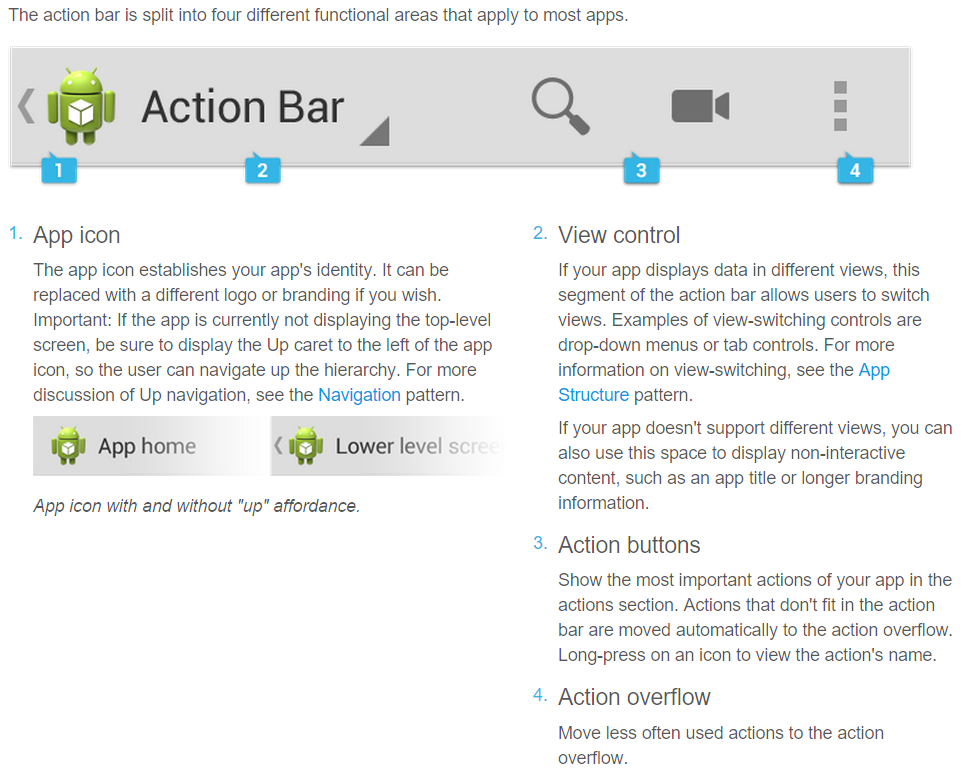 The action bar is split into four different functional areas that apply to most apps.
Action Bar
1
2
3
4
1. App icon
The app icon establishes your app's identity. It can be
replaced with a different logo or branding if you wish.
Important: If the app is currently not displaying the top-level
screen, be sure to display the Up caret to the left of the app
icon, so the user can navigate up the hierarchy. For more
discussion of Up navigation, see the Navigation pattern.
App home
Lower level scree
App icon with and without "up" affordance.
2. View control
If your app displays data in different views, this
segment of the action bar allows users to switch
views. Examples of view-switching controls are
drop-down menus or tab controls. For more
information on view-switching, see the App
Structure pattern.
If your app doesn't support different views, you can
also use this space to display non-interactive
content, such as an app title or longer branding
information.
3. Action buttons
Show the most important actions of your app in the
actions section. Actions that don't fit in the action
bar are moved automatically to the action overflow.
Long-press on an icon to view the action's name.
4. Action overflow
Move less often used actions to the action
overflow.